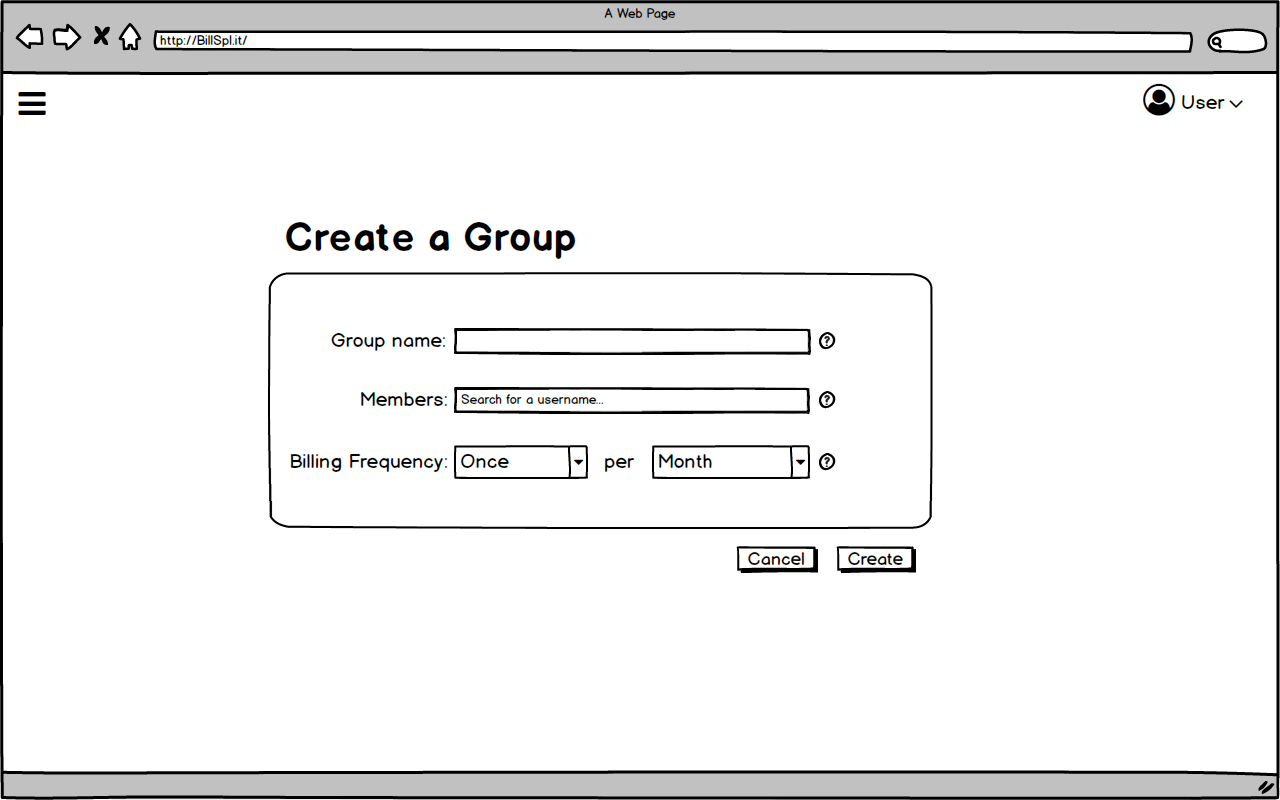 A Web Page
http://BillSpl.it/
User
Create a Group
Group name: ?
Members: Search for a username... ?
Billing Frequency: Once per Month ?
Cancel Create